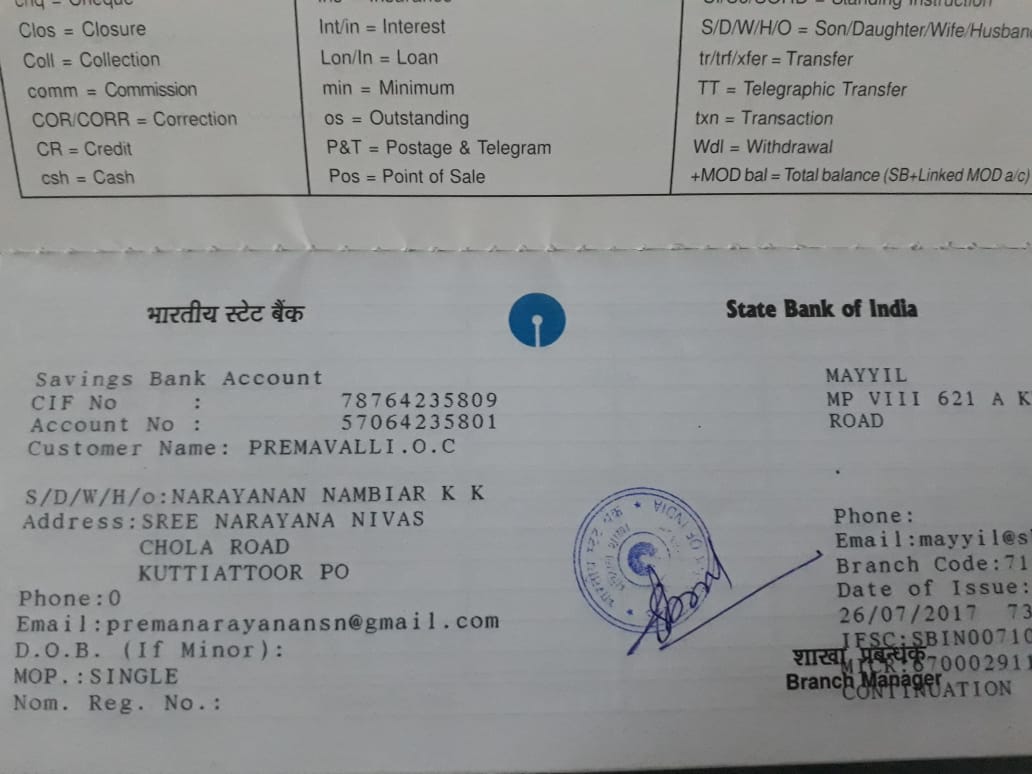 Clos = Closure
Coll = Collection
comm = Commission
COR/CORR = Correction
CR = Credit
csh = Cash
Int/in = Interest
Lon/In = Loan
min = Minimum
os = Outstanding
P&T = Postage & Telegram
Pos = Point of Sale
S/D/W/H/O = Son/Daughter/Wife/Husban
tr/trf/xfer = Transfer
TT = Telegraphic Transfer
txn = Transaction
Wdl = Withdrawal
+MOD bal = Total balance (SB+Linked MOD a/c)
भारतीय स्टेट बैंक
State Bank of India
Savings Bank Account
CIF No : 78764235809
Account No : 57064235801
Customer Name: PREMAVALLI.O.C
S/D/W/H/o:NARAYANAN NAMBIAR K K
Address:SREE NARAYANA NIVAS
CHOLA ROAD
KUTTIATTOOR PO
Phone:0
Email:premanarayanansn@gmail.com
D.O.B. (If Minor):
MOP.:SINGLE
Nom. Reg. No.:
MAYYIL
MP VIII 621 A K
ROAD
Phone:
Email:mayyil@s
Branch Code:71
Date of Issue:
26/07/2017 73
IFSC:SBIN00710
MICR:670002911
CONTINUATION
शाखा प्रबन्धक
Branch Manager